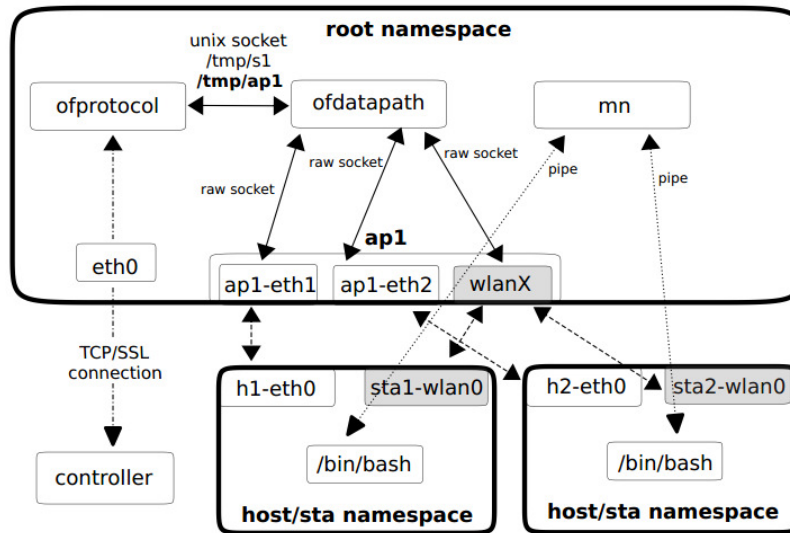 root namespace
unix socket
/tmp/s1
/tmp/ap1
ofprotocol
ofdatapath
mn
raw socket
raw socket
raw socket
pipe
pipe
ap1
eth0
ap1-eth1
ap1-eth2
wlanX
TCP/SSL
connection
h1-eth0
sta1-wlan0
h2-eth0
sta2-wlan0
controller
/bin/bash
/bin/bash
host/sta namespace
host/sta namespace